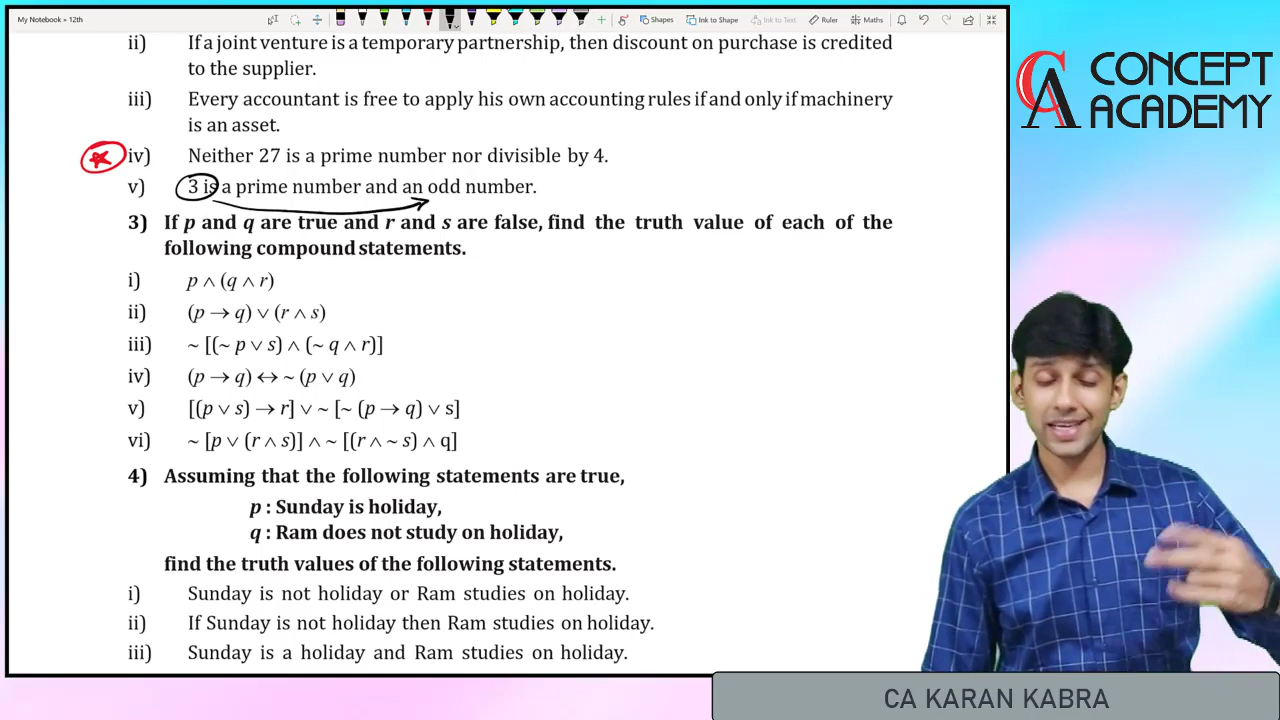 My Notebook > 12th
Shapes Ink to Shape Ink to Text Ruler Maths
ii) If a joint venture is a temporary partnership, then discount on purchase is credited
to the supplier.
iii) Every accountant is free to apply his own accounting rules if and only if machinery
is an asset.
iv) Neither 27 is a prime number nor divisible by 4.
v) 3 is a prime number and an odd number.
3) If p and q are true and r and s are false, find the truth value of each of the
following compound statements.
i) p ∧ (q ∧ r)
ii) (p → q) ∨ (r ∧ s)
iii) ~ [(~ p ∨ s) ∧ (~ q ∧ r)]
iv) (p → q) ↔ ~ (p ∨ q)
v) [(p ∨ s) → r] ∨ ~ [~ (p → q) ∨ s]
vi) ~ [p ∨ (r ∧ s)] ∧ ~ [(r ∧ ~ s) ∧ q]
4) Assuming that the following statements are true,
p : Sunday is holiday,
q : Ram does not study on holiday,
find the truth values of the following statements.
i) Sunday is not holiday or Ram studies on holiday.
ii) If Sunday is not holiday then Ram studies on holiday.
iii) Sunday is a holiday and Ram studies on holiday.
CA CONCEPT
ACADEMY
CA KARAN KABRA